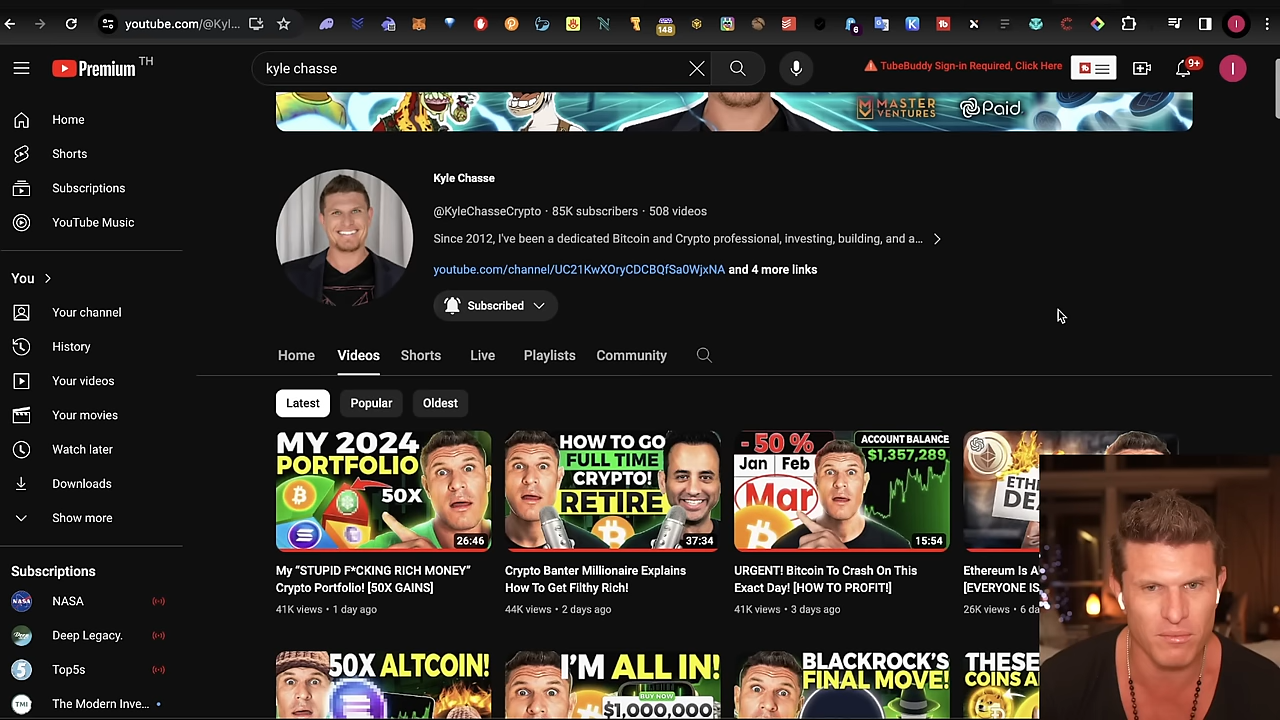 youtube.com/@Kyl...
148
6
Premium TH
kyle chasse
TubeBuddy Sign-in Required, Click Here
9+
I
MASTER VENTURES
Paid.
Home
Shorts
Subscriptions
YouTube Music
You
Your channel
History
Your videos
Your movies
Watch later
Downloads
Show more
Subscriptions
NASA
Deep Legacy.
Top5s
The Modern Inve...
Kyle Chasse
@KyleChasseCrypto · 85K subscribers · 508 videos
Since 2012, I've been a dedicated Bitcoin and Crypto professional, investing, building, and a...
youtube.com/channel/UC21KwXOryCDCBQfSa0WjxNA and 4 more links
Subscribed
Home Videos Shorts Live Playlists Community
Latest Popular Oldest
MY 2024
PORTFOLIO
50X
26:46
My “STUPID F*CKING RICH MONEY”
Crypto Portfolio! [50X GAINS]
41K views • 1 day ago
HOW TO GO
FULL TIME
CRYPTO!
RETIRE
37:34
Crypto Banter Millionaire Explains
How To Get Filthy Rich!
44K views • 2 days ago
- 50 %
Jan Feb
Mar
ACCOUNT BALANCE
$1,357,289
15:54
URGENT! Bitcoin To Crash On This
Exact Day! [HOW TO PROFIT!]
41K views • 3 days ago
ETH
DE
Ethereum Is A
[EVERYONE IS
26K views • 6 da
50X ALTCOIN!
I'M ALL IN!
BUY NOW
$1,000,000
BLACKROCK'S
FINAL MOVE!
THESE
COINS A